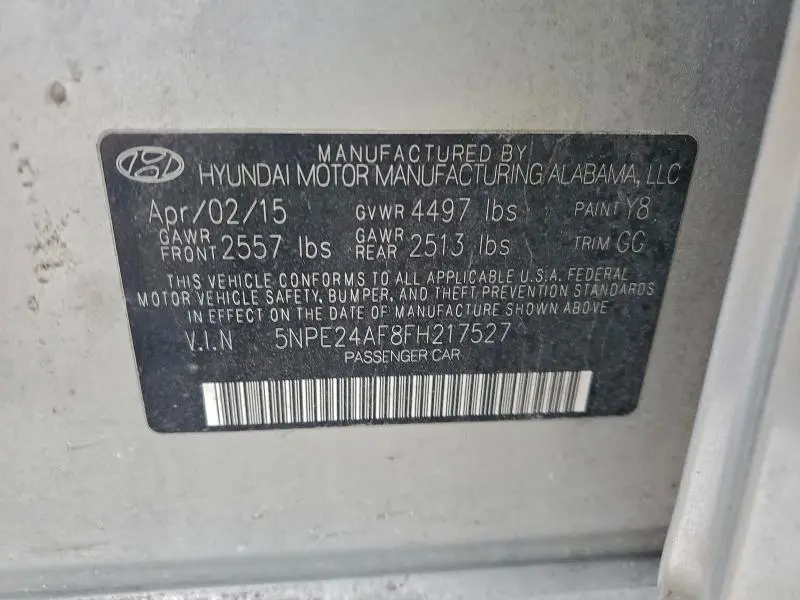 MANUFACTURED BY
HYUNDAI MOTOR MANUFACTURING ALABAMA, LLC
Apr/02/15 GVWR 4497 lbs PAINT Y8
GAWR FRONT 2557 lbs GAWR REAR 2513 lbs TRIM GG
THIS VEHICLE CONFORMS TO ALL APPLICABLE U.S.A. FEDERAL
MOTOR VEHICLE SAFETY, BUMPER, AND THEFT PREVENTION STANDARDS
IN EFFECT ON THE DATE OF MANUFACTURE SHOWN ABOVE
V.I.N 5NPE24AF8FH217527
PASSENGER CAR